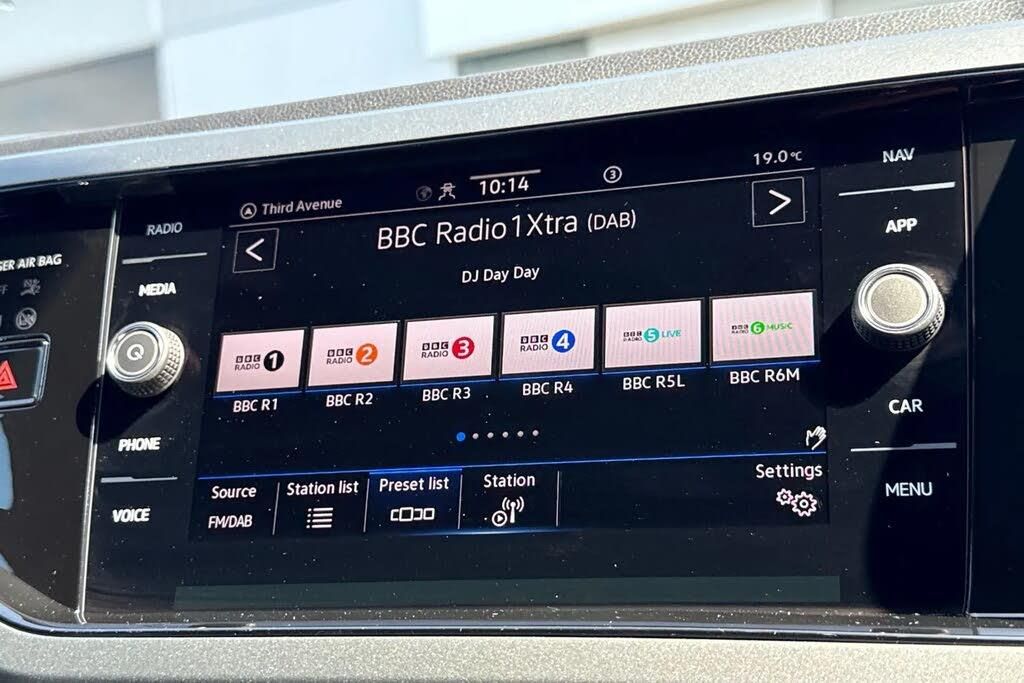 SER AIR BAG
RADIO
MEDIA
PHONE
VOICE
Third Avenue
10:14
3
19.0°C
<
BBC Radio 1Xtra (DAB)
>
DJ Day Day
BBC RADIO 1
BBC RADIO 2
BBC RADIO 3
BBC RADIO 4
BBC RADIO 5 LIVE
BBC RADIO 6 MUSIC
BBC R1
BBC R2
BBC R3
BBC R4
BBC R5L
BBC R6M
Source
FM/DAB
Station list
Preset list
Station
Settings
NAV
APP
CAR
MENU